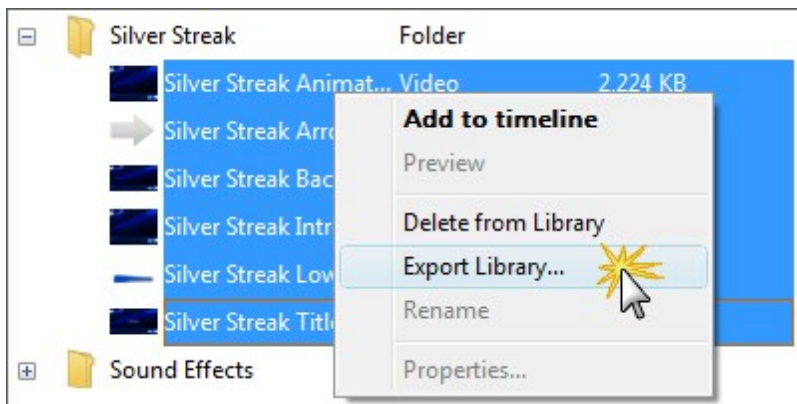 Silver Streak Folder
Silver Streak Animat... Video 2.224 KB
Silver Streak Arro
Silver Streak Bac
Silver Streak Intr
Silver Streak Low
Silver Streak Title
Sound Effects
Add to timeline
Preview
Delete from Library
Export Library...
Rename
Properties...